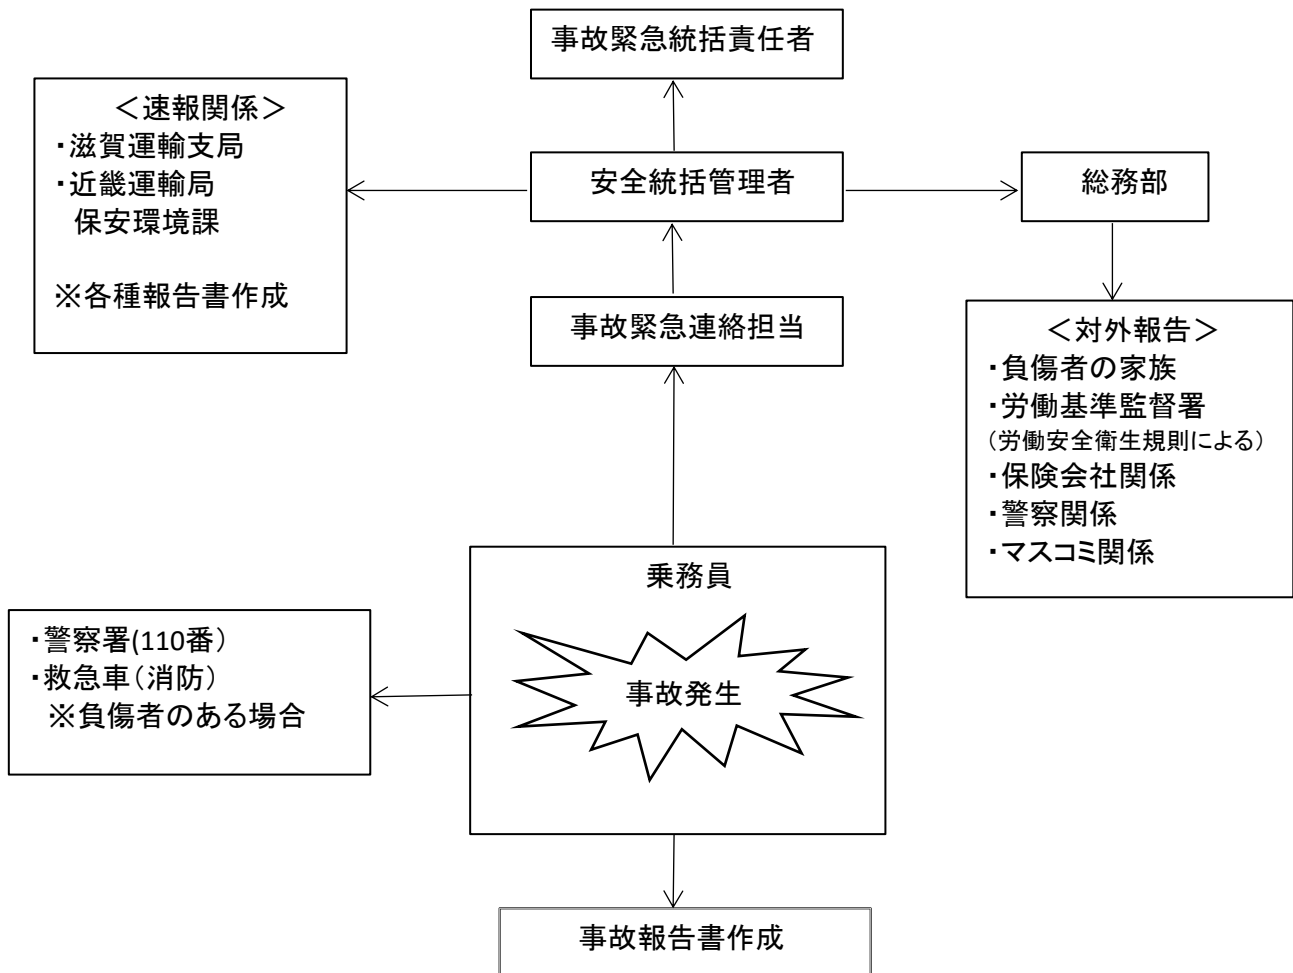 事故緊急統括責任者
＜速報関係＞
・滋賀運輸支局
・近畿運輸局
保安環境課
※各種報告書作成
安全統括管理者
総務部
事故緊急連絡担当
＜対外報告＞
・負傷者の家族
・労働基準監督署
（労働安全衛生規則による）
・保険会社関係
・警察関係
・マスコミ関係
乗務員
事故発生
・警察署(110番）
・救急車（消防）
※負傷者のある場合
事故報告書作成